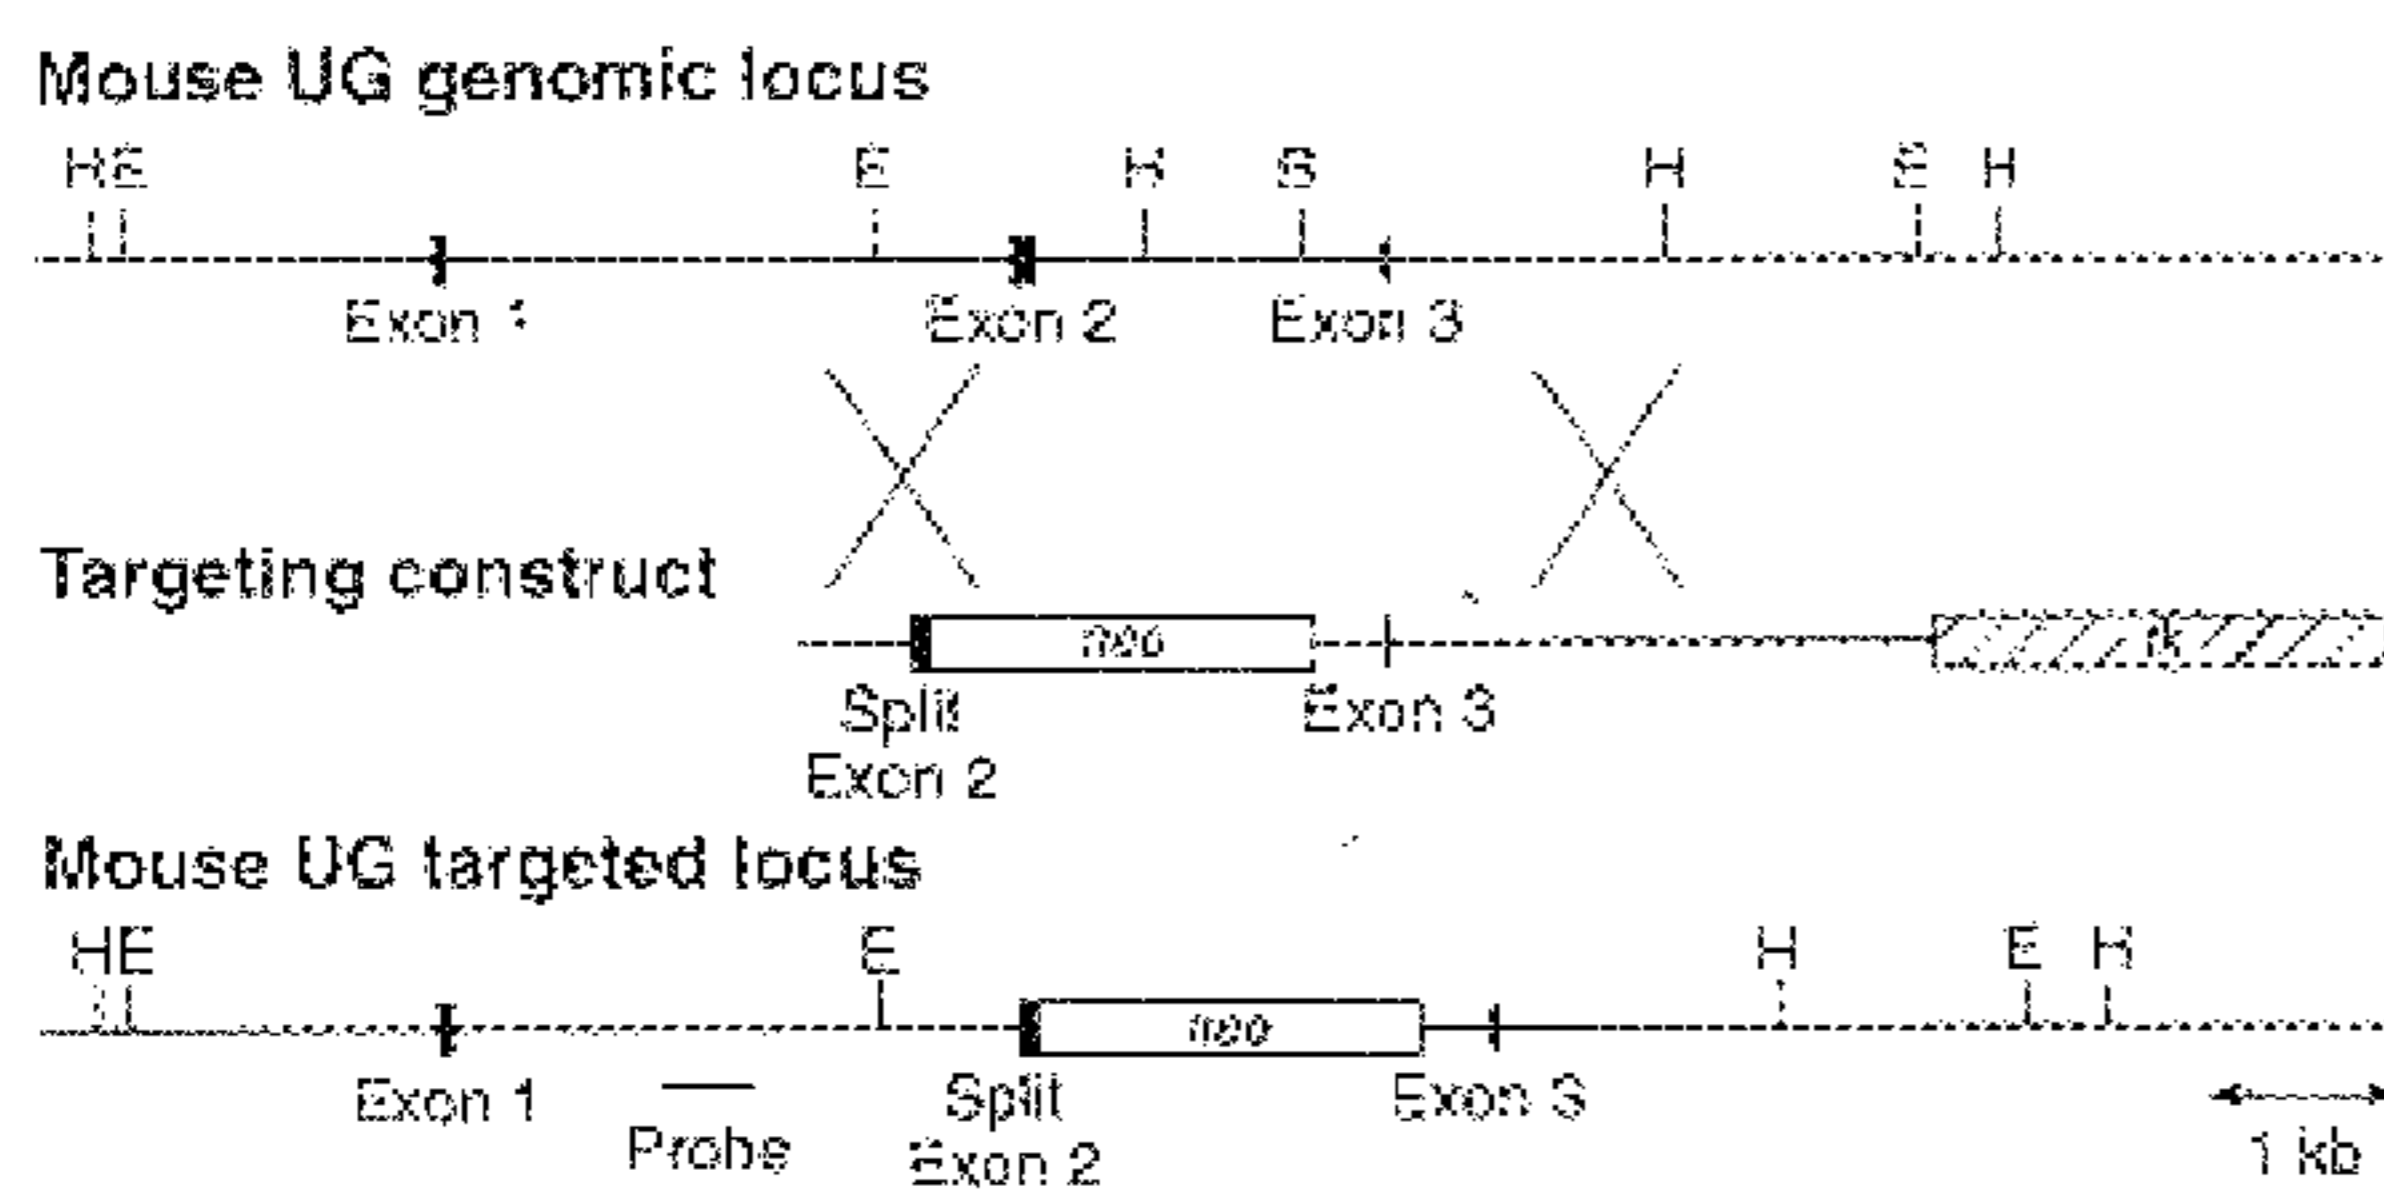 Mouse UG genomic locus
H E E H S H E H
Exon 1 Exon 2 Exon 3
Targeting construct
neo tk
Split Exon 3
Exon 2
Mouse UG targeted locus
HE E H E H
neo
Exon 1 Split Exon 3
Probe Exon 2 1 kb